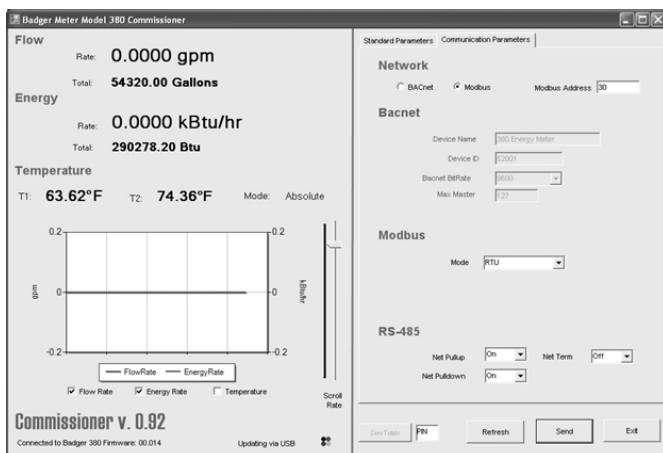 Badger Meter Model 380 Commissioner
Flow
Rate: 0.0000 gpm
Total: 54320.00 Gallons
Energy
Rate: 0.0000 kBtu/hr
Total: 290278.20 Btu
Temperature
T1: 63.62°F T2: 74.36°F Mode: Absolute
0.2 0.2
gpm 0 0 kBtu/hr
-0.2 -0.2
FlowRate EnergyRate
Flow Rate Energy Rate Temperature
Scroll
Rate
Commissioner v. 0.92
Connected to Badger 380 Firmware: 00.014 Updating via USB
Standard Parameters Communication Parameters
Network
BACnet Modbus Modbus Address 30
Bacnet
Device Name 380 Energy Meter
Device ID 52001
Bacnet BitRate 9600
Max Master 127
Modbus
Mode RTU
RS-485
Net Pullup On Net Term Off
Net Pulldown On
Zero Totals PIN Refresh Send Exit